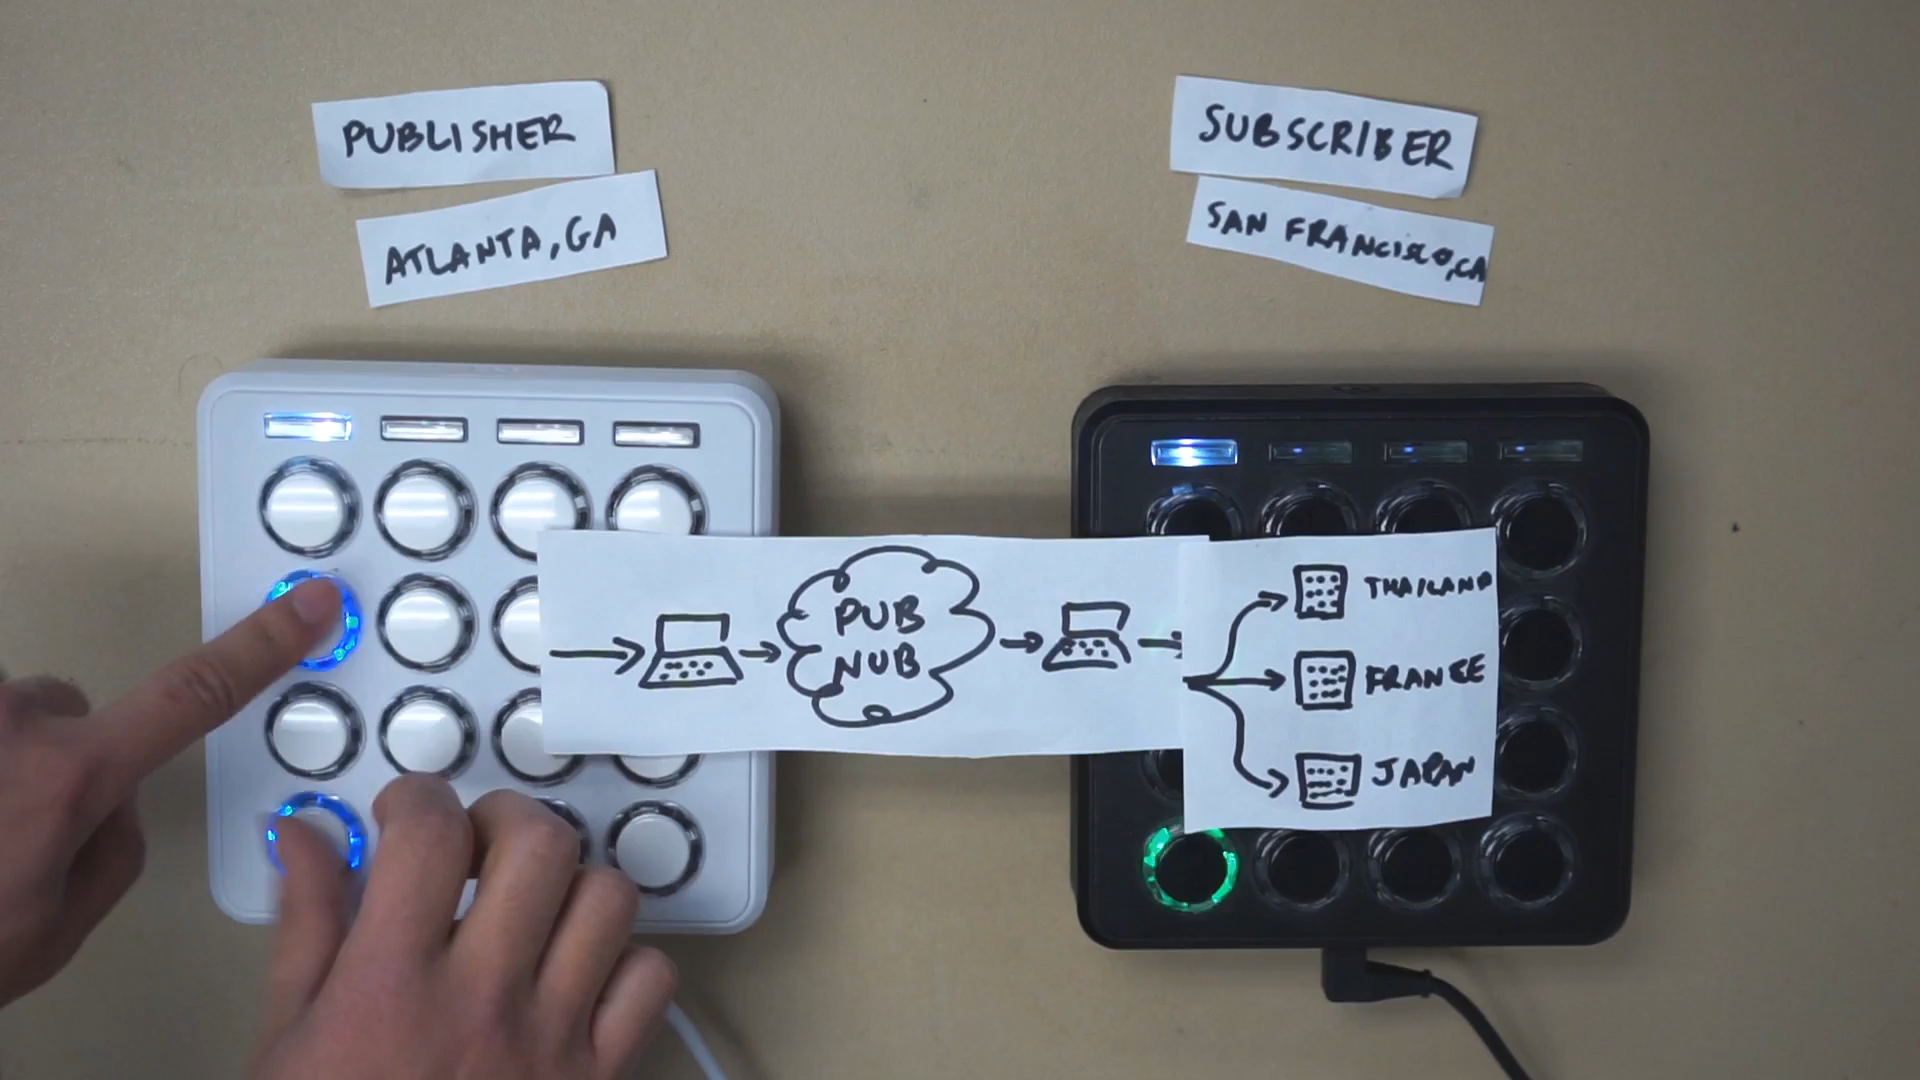 PUBLISHER
ATLANTA, GA
SUBSCRIBER
SAN FRANCISCO, CA
PUB
NUB
THAILAND
FRANCE
JAPAN